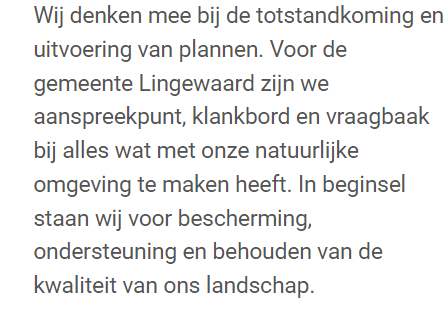 Wij denken mee bij de totstandkoming en
uitvoering van plannen. Voor de
gemeente Lingewaard zijn we
aanspreekpunt, klankbord en vraagbaak
bij alles wat met onze natuurlijke
omgeving te maken heeft. In beginsel
staan wij voor bescherming,
ondersteuning en behouden van de
kwaliteit van ons landschap.